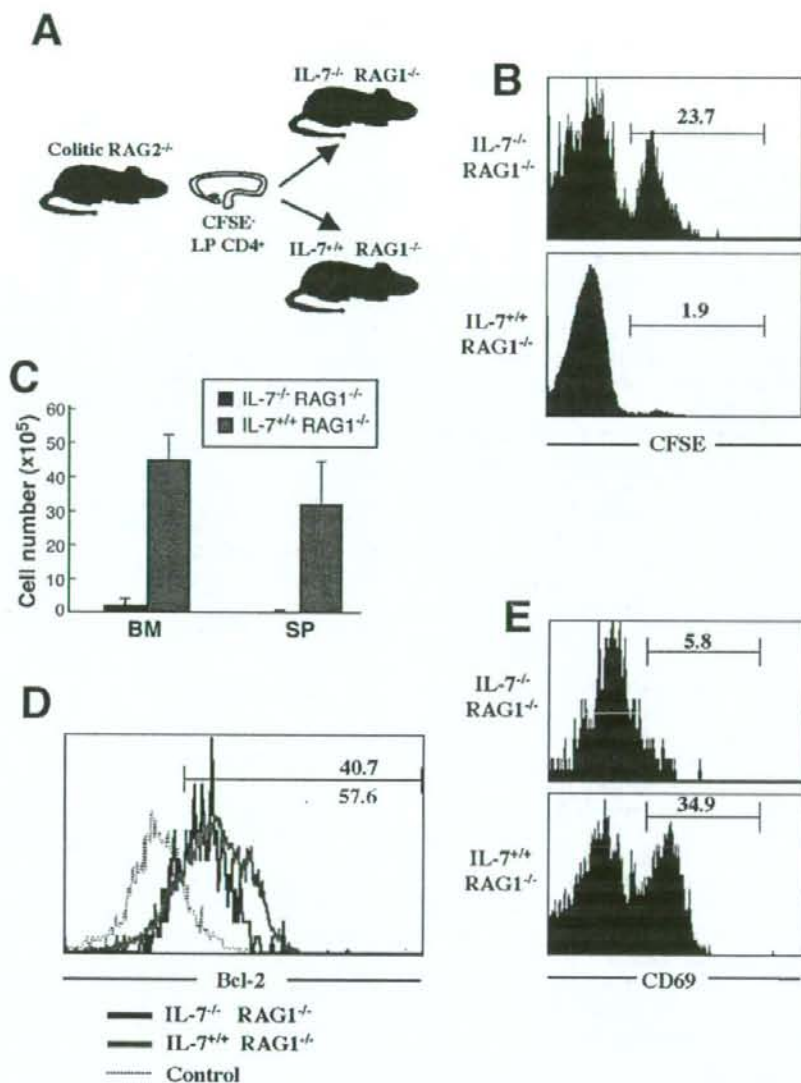 A
IL-7-/- RAG1-/-
Colitic RAG2-/-
CFSE-
LP CD4+
IL-7+/+ RAG1-/-
B
IL-7-/-
RAG1-/-
23.7
IL-7+/+
RAG1-/-
1.9
CFSE
C
IL-7-/- RAG1-/-
IL-7+/+ RAG1-/-
Cell number (x10⁵)
60
50
40
30
20
10
0
BM
SP
D
40.7
57.6
Bcl-2
IL-7-/- RAG1-/-
IL-7+/+ RAG1-/-
Control
E
IL-7-/-
RAG1-/-
5.8
IL-7+/+
RAG1-/-
34.9
CD69